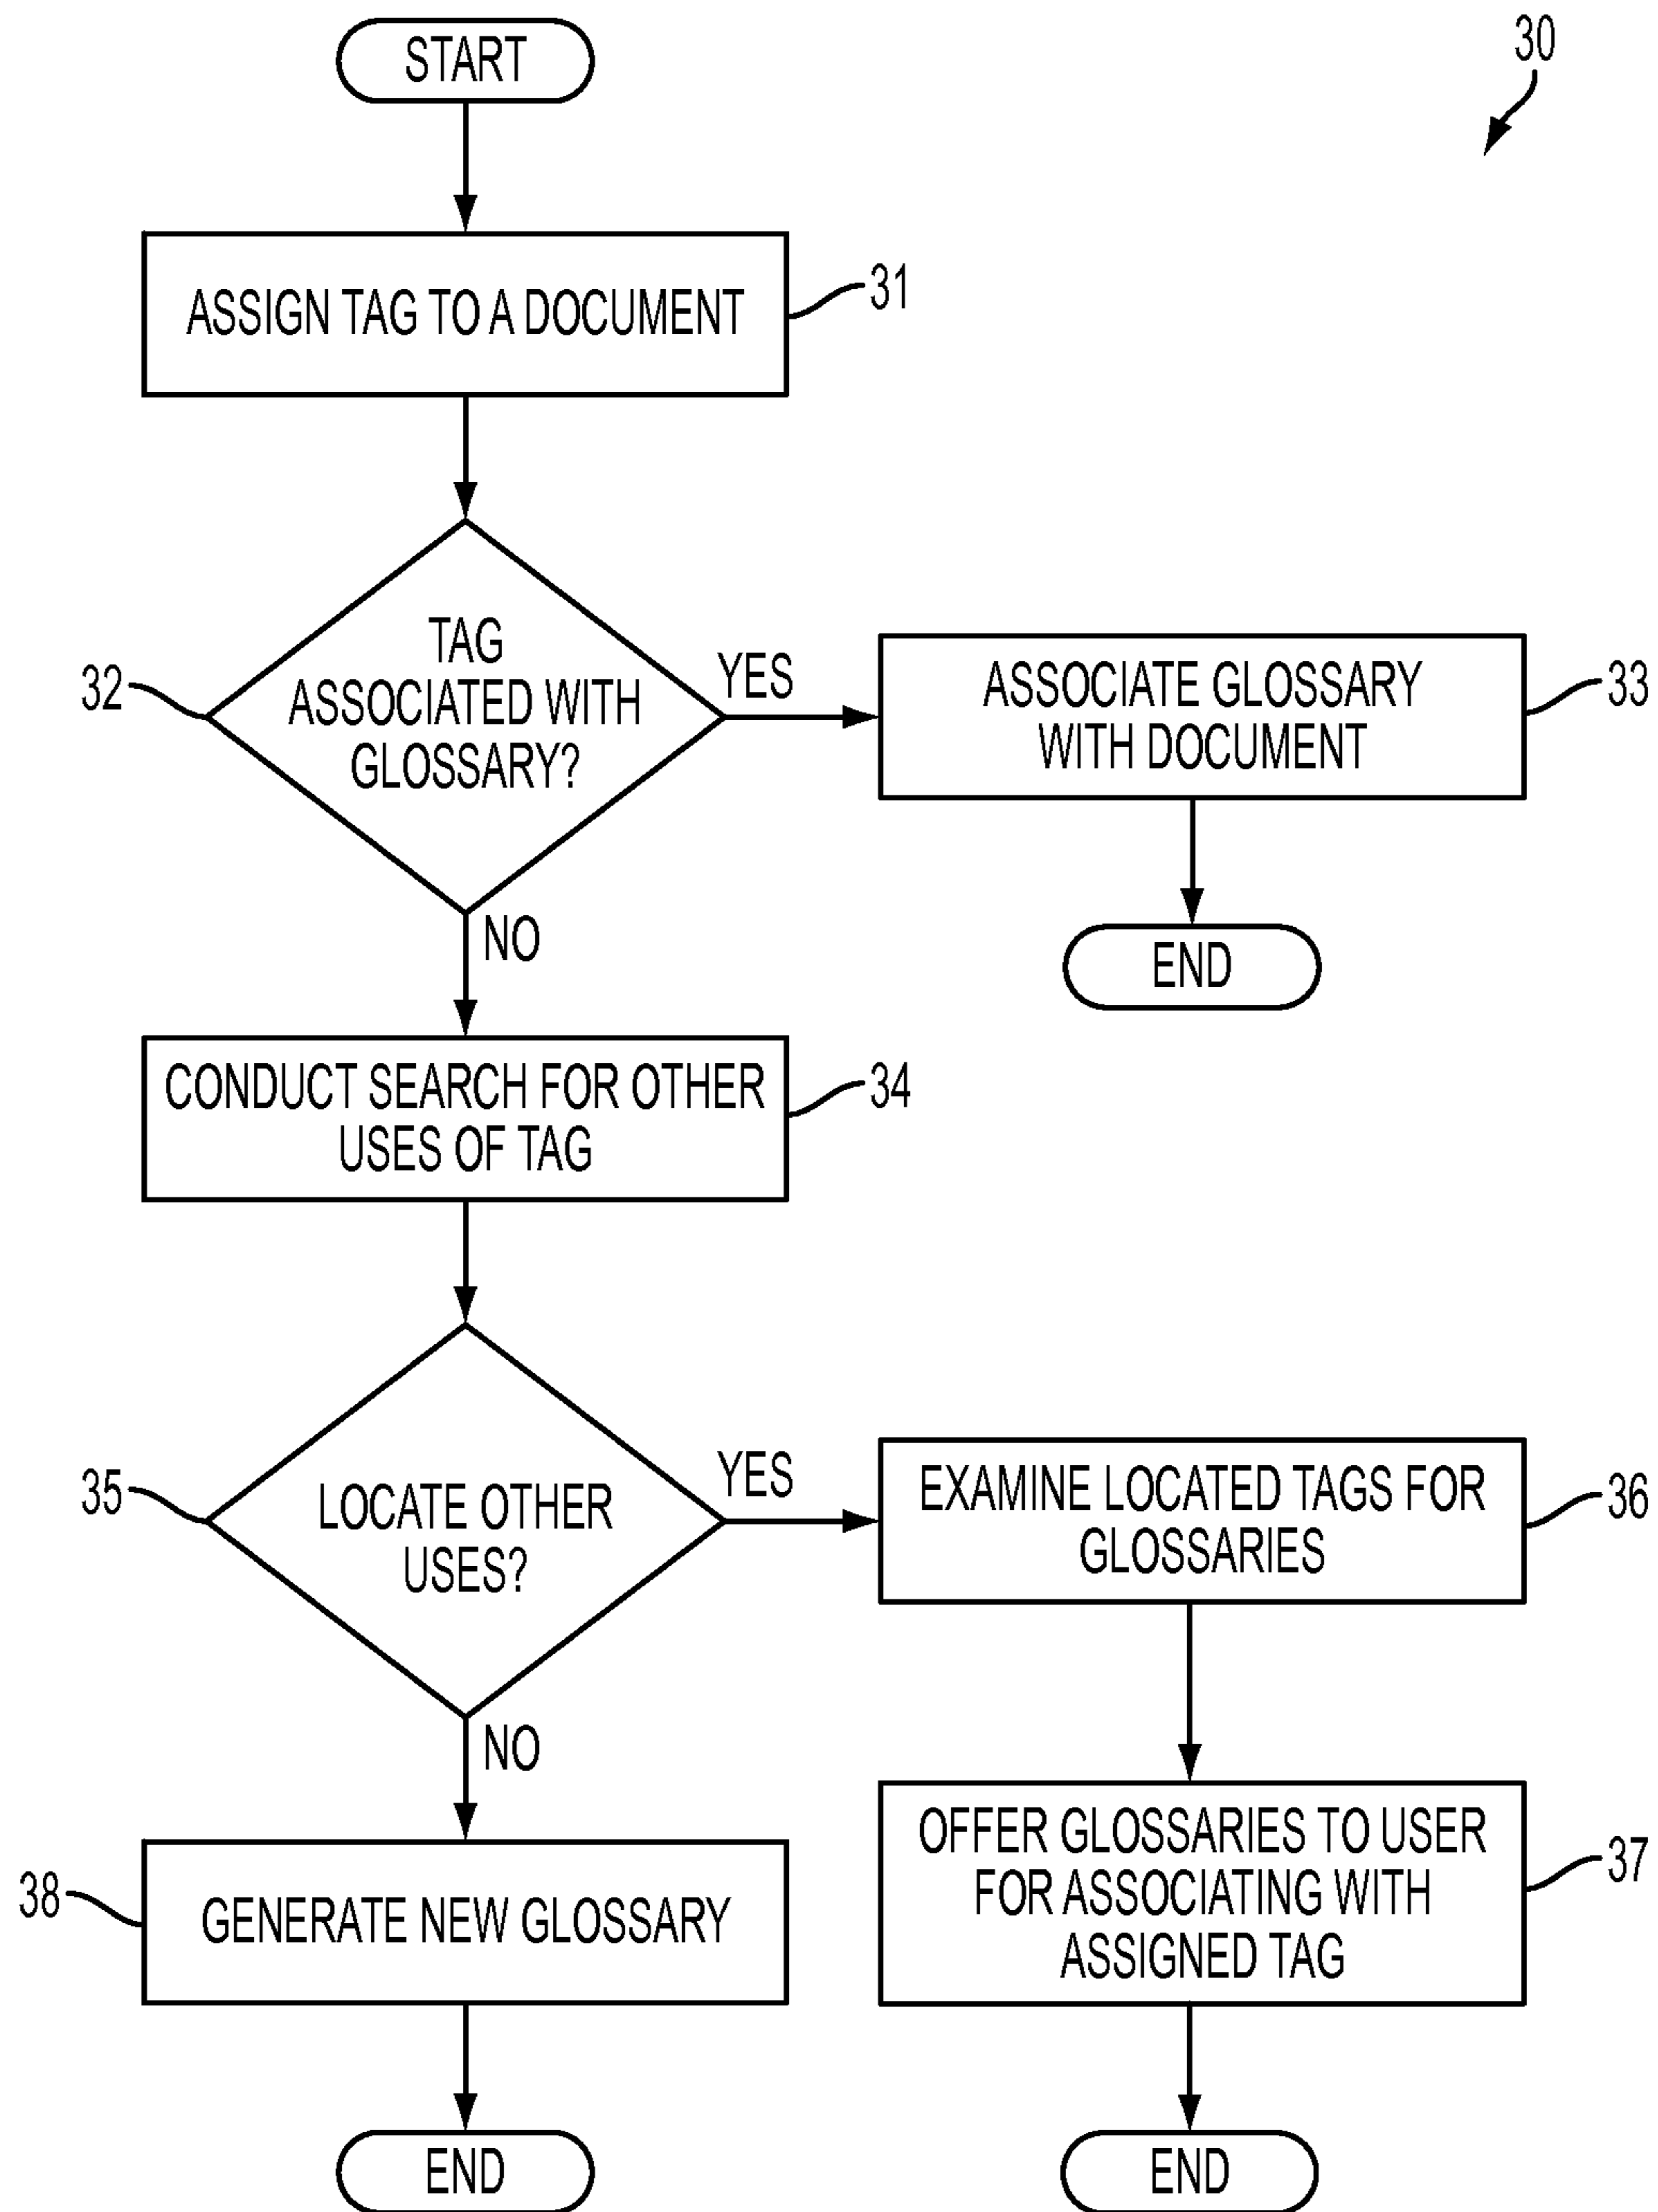 START
30
ASSIGN TAG TO A DOCUMENT
31
TAG
ASSOCIATED WITH
GLOSSARY?
32
YES
ASSOCIATE GLOSSARY
WITH DOCUMENT
33
END
NO
CONDUCT SEARCH FOR OTHER
USES OF TAG
34
LOCATE OTHER
USES?
35
YES
EXAMINE LOCATED TAGS FOR
GLOSSARIES
36
NO
OFFER GLOSSARIES TO USER
FOR ASSOCIATING WITH
ASSIGNED TAG
37
38
GENERATE NEW GLOSSARY
END
END